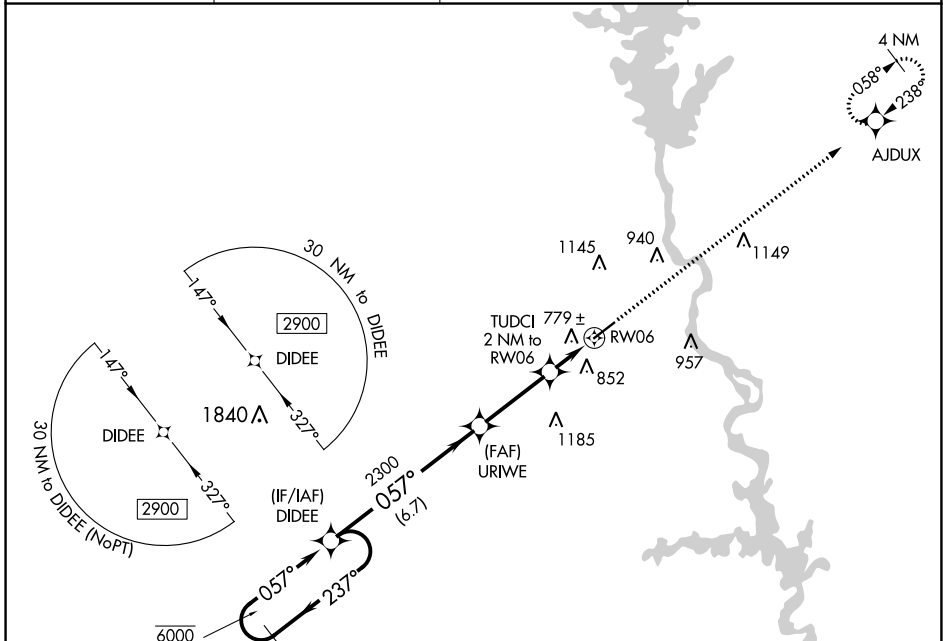 4 NM
058°
238°
AJDUX
30 NM to DIDEE
147°
2900
DIDEE
327°
1145
940
1149
TUDCI
2 NM to
RW06
779 ±
RW06
957
852
147°
DIDEE
1840
327°
2900
30 NM to DIDEE (NoPT)
1185
(FAF)
URIWE
2300
057°
(6.7)
(IF/IAF)
DIDEE
057°
237°
6000